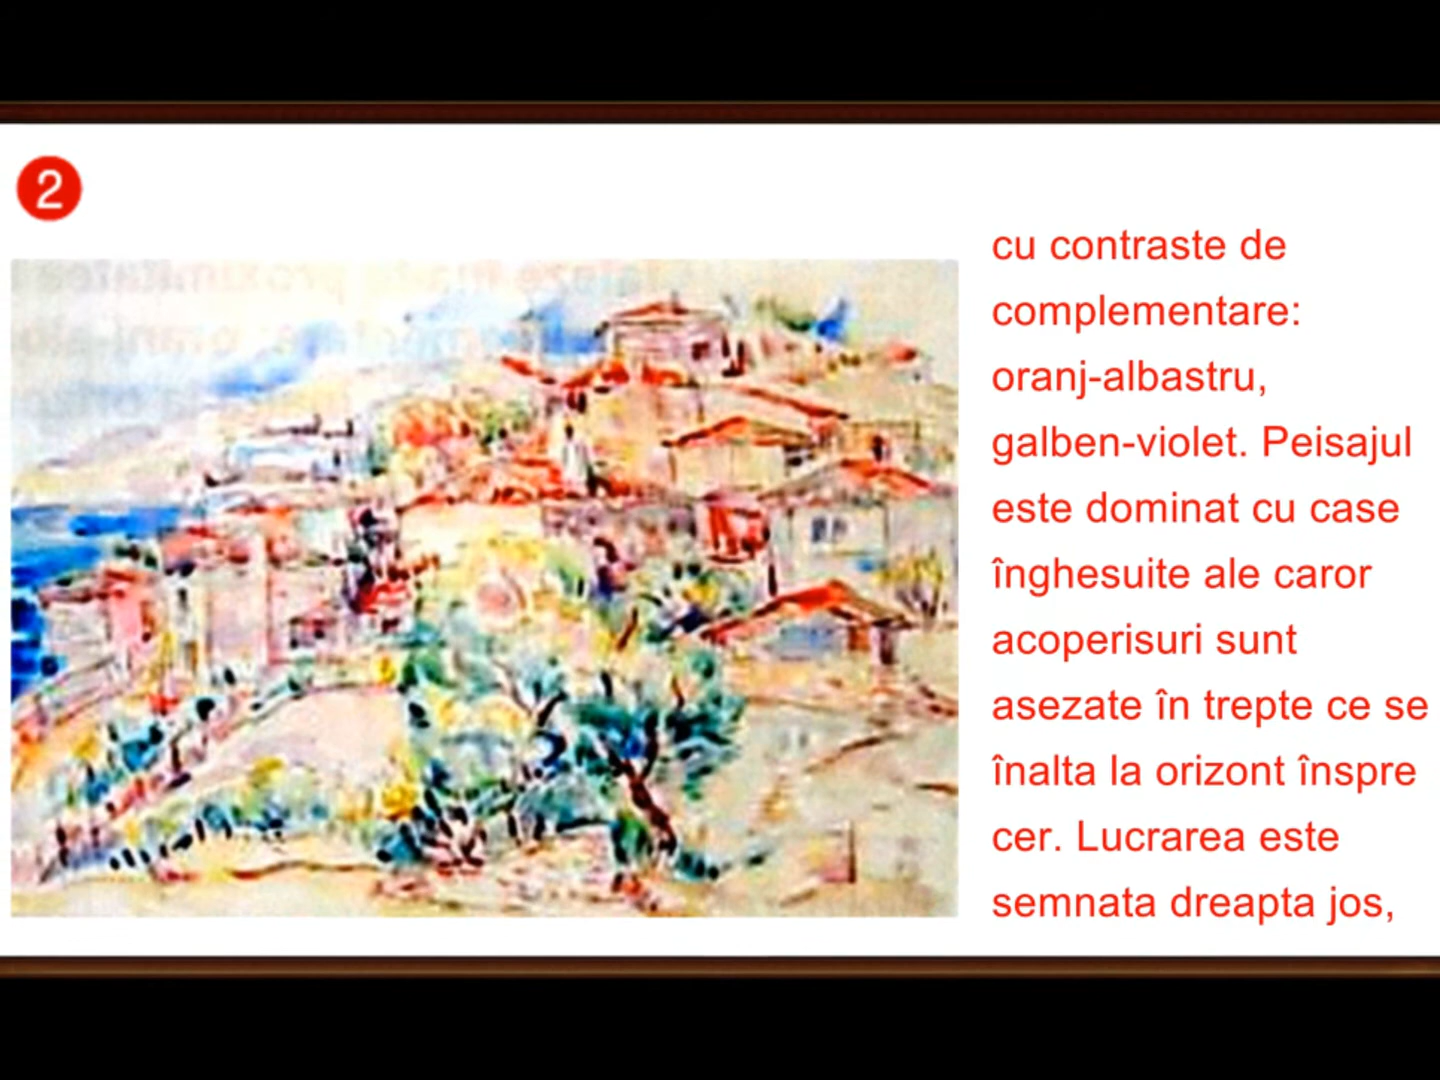 2
cu contraste de
complementare:
oranj-albastru,
galben-violet. Peisajul
este dominat cu case
înghesuite ale caror
acoperisuri sunt
asezate în trepte ce se
înalta la orizont înspre
cer. Lucrarea este
semnata dreapta jos,